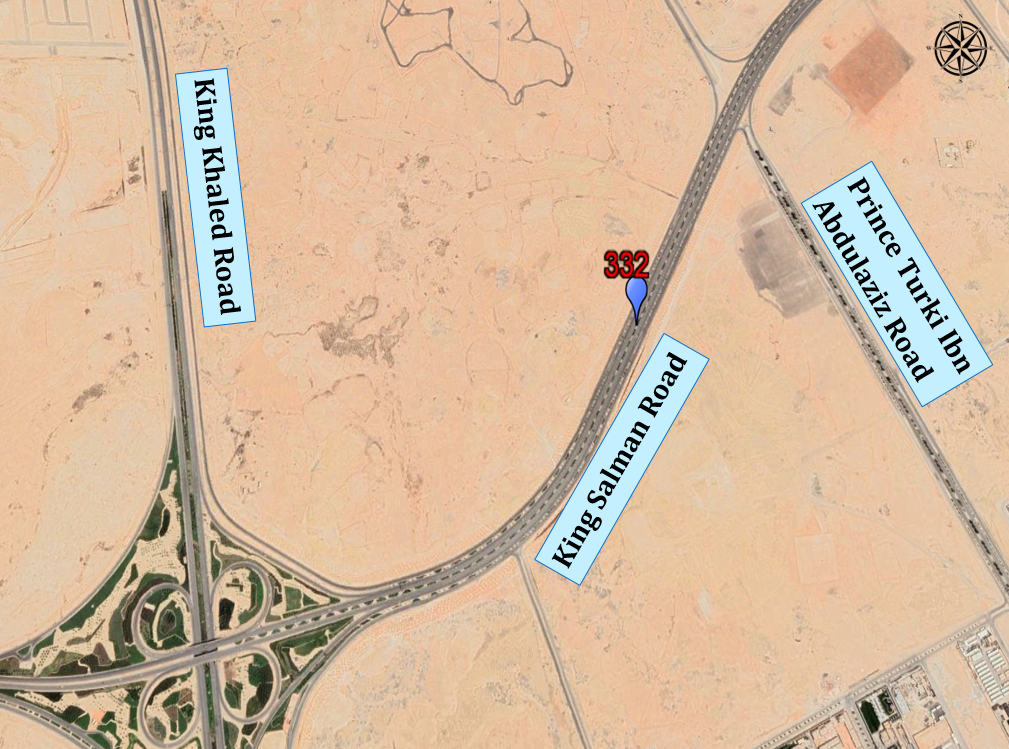 King Khaled Road
332
King Salman Road
Prince Turki Ibn
Abdulaziz Road